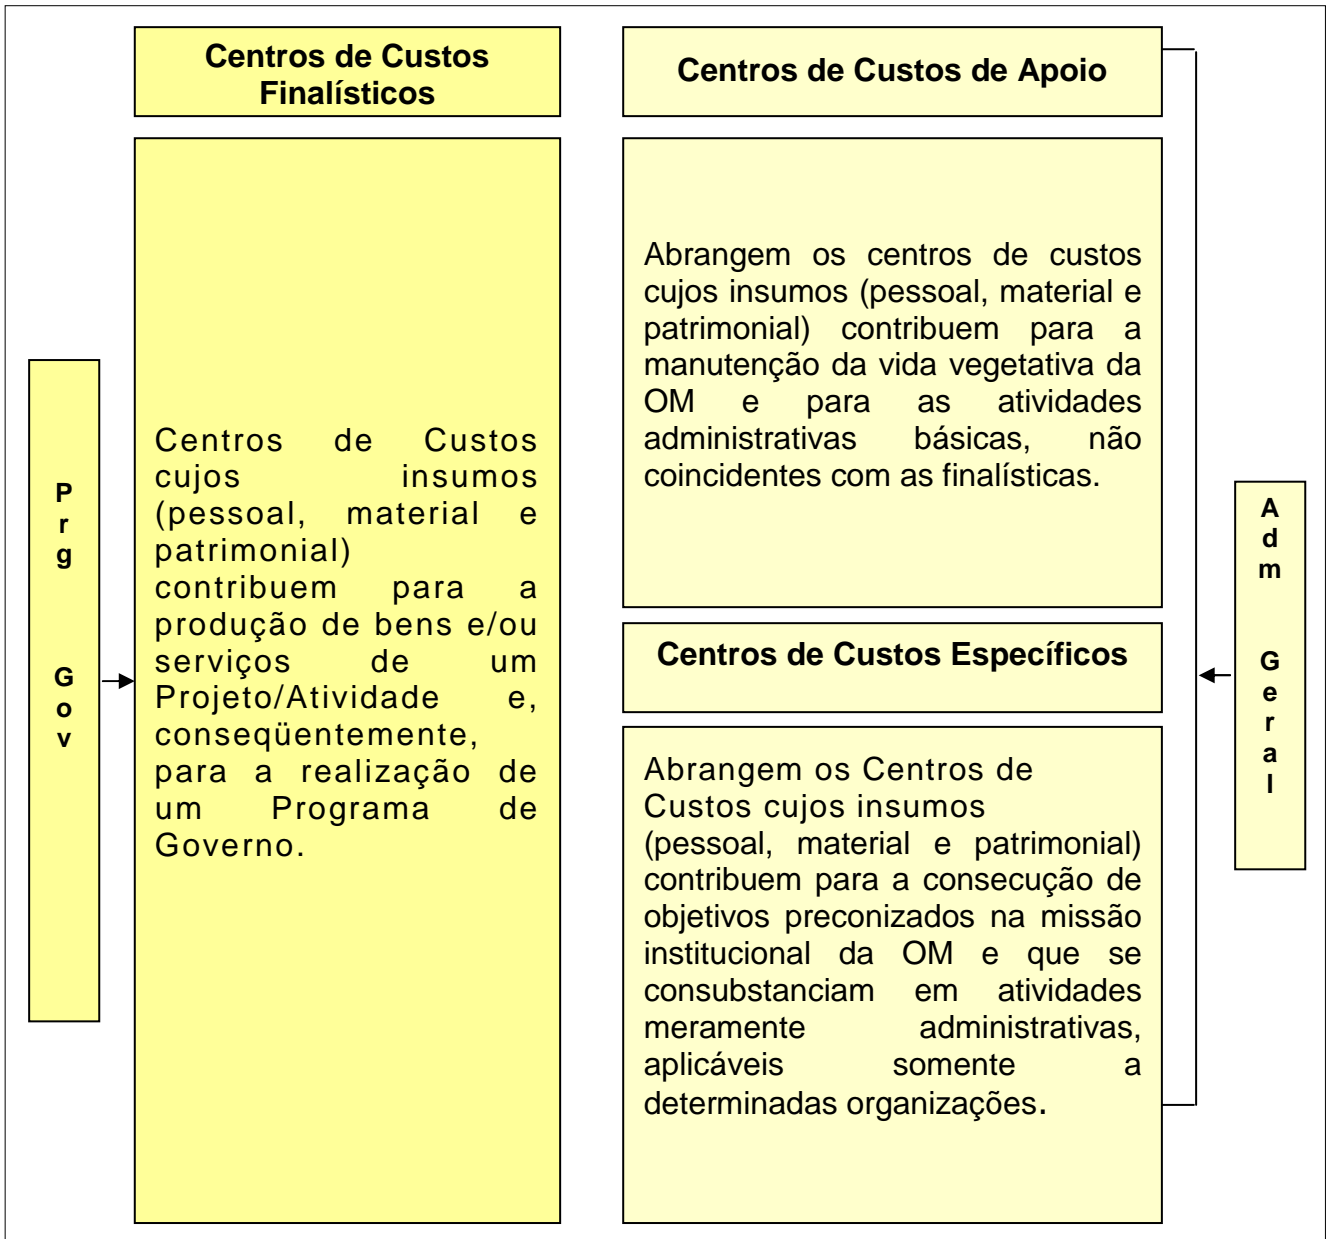 Centros de Custos
Finalísticos
Centros de Custos de Apoio
Prg Gov
Centros de Custos
cujos insumos
(pessoal, material e
patrimonial)
contribuem para a
produção de bens e/ou
serviços de um
Projeto/Atividade e,
conseqüentemente,
para a realização de
um Programa de
Governo.
Abrangem os centros de custos
cujos insumos (pessoal, material e
patrimonial) contribuem para a
manutenção da vida vegetativa da
OM e para as atividades
administrativas básicas, não
coincidentes com as finalísticas.
Centros de Custos Específicos
Abrangem os Centros de
Custos cujos insumos
(pessoal, material e patrimonial)
contribuem para a consecução de
objetivos preconizados na missão
institucional da OM e que se
consubstanciam em atividades
meramente administrativas,
aplicáveis somente a
determinadas organizações.
Adm Geral